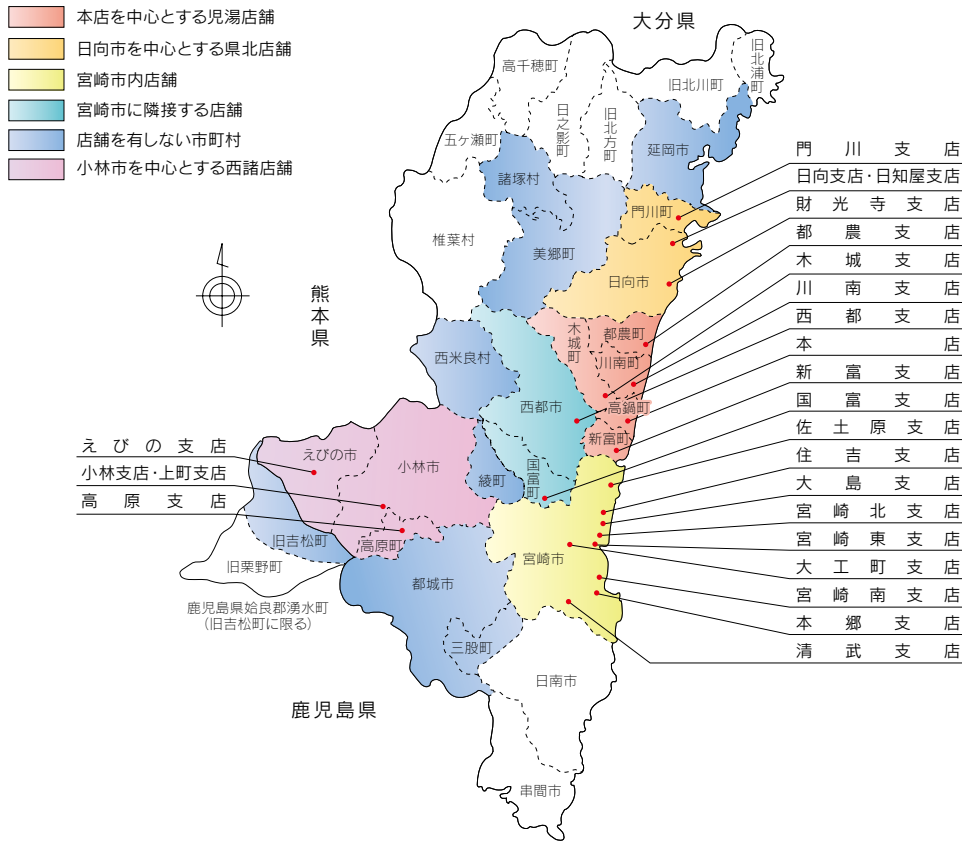 本店を中心とする児湯店舗
日向市を中心とする県北店舗
宮崎市内店舗
宮崎市に隣接する店舗
店舗を有しない市町村
小林市を中心とする西諸店舗
大分県
熊本県
鹿児島県
高千穂町
日之影町
旧北方町
旧北川町
旧北浦町
五ヶ瀬町
延岡市
諸塚村
門川町
椎葉村
美郷町
日向市
木城町
都農町
川南町
西米良村
西都市
高鍋町
新富町
えびの市
小林市
綾町
国富町
旧吉松町
高原町
宮崎市
旧栗野町
都城市
鹿児島県姶良郡湧水町
(旧吉松町に限る)
三股町
日南市
串間市
門川支店
日向支店・日知屋支店
財光寺支店
都農支店
木城支店
川南支店
西都支店
本店
新富支店
国富支店
佐土原支店
住吉支店
大島支店
宮崎北支店
宮崎東支店
大工町支店
宮崎南支店
本郷支店
清武支店
えびの支店
小林支店・上町支店
高原支店